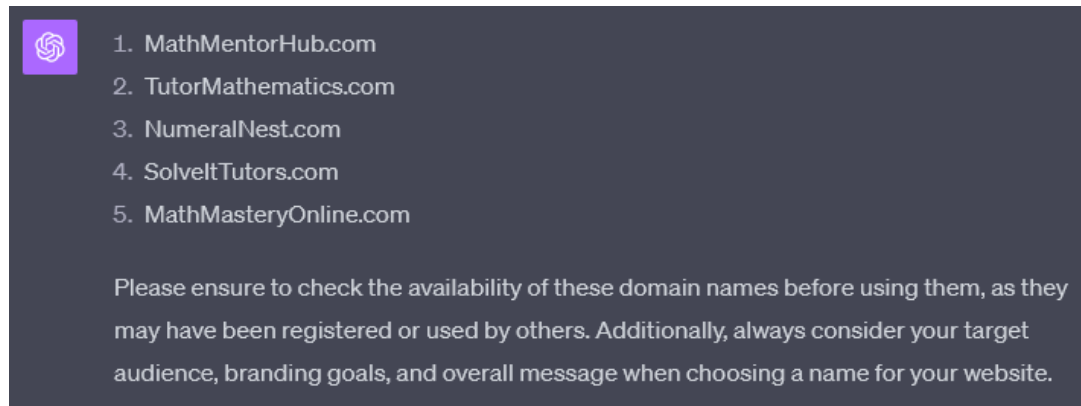 1. MathMentorHub.com
2. TutorMathematics.com
3. NumeralNest.com
4. SolveItTutors.com
5. MathMasteryOnline.com
Please ensure to check the availability of these domain names before using them, as they
may have been registered or used by others. Additionally, always consider your target
audience, branding goals, and overall message when choosing a name for your website.